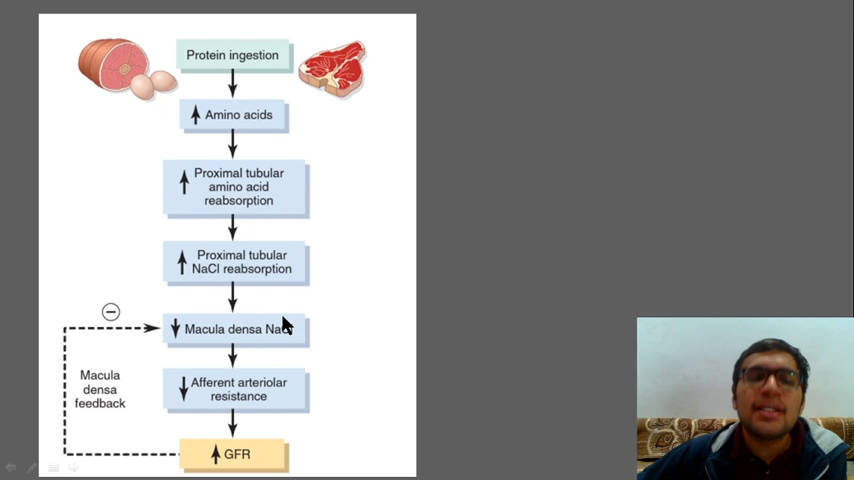 Protein ingestion
Amino acids
Proximal tubular
amino acid
reabsorption
Proximal tubular
NaCl reabsorption
Macula densa
Afferent arteriolar
resistance
Macula
densa
feedback
GFR